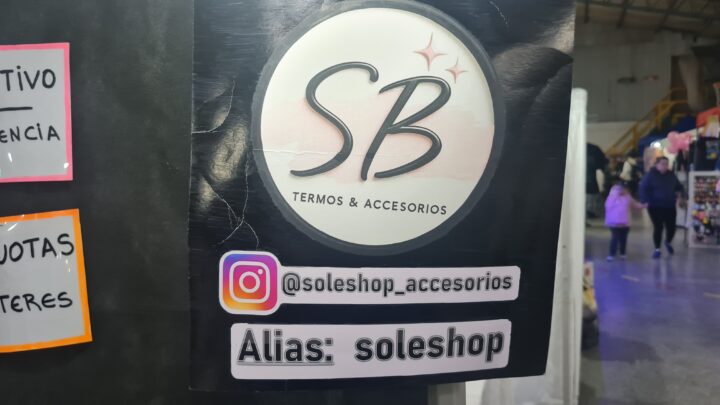 TIVO
ENCIA
UOTAS
TERES
SB
TERMOS & ACCESORIOS
@soleshop_accesorios
Alias: soleshop